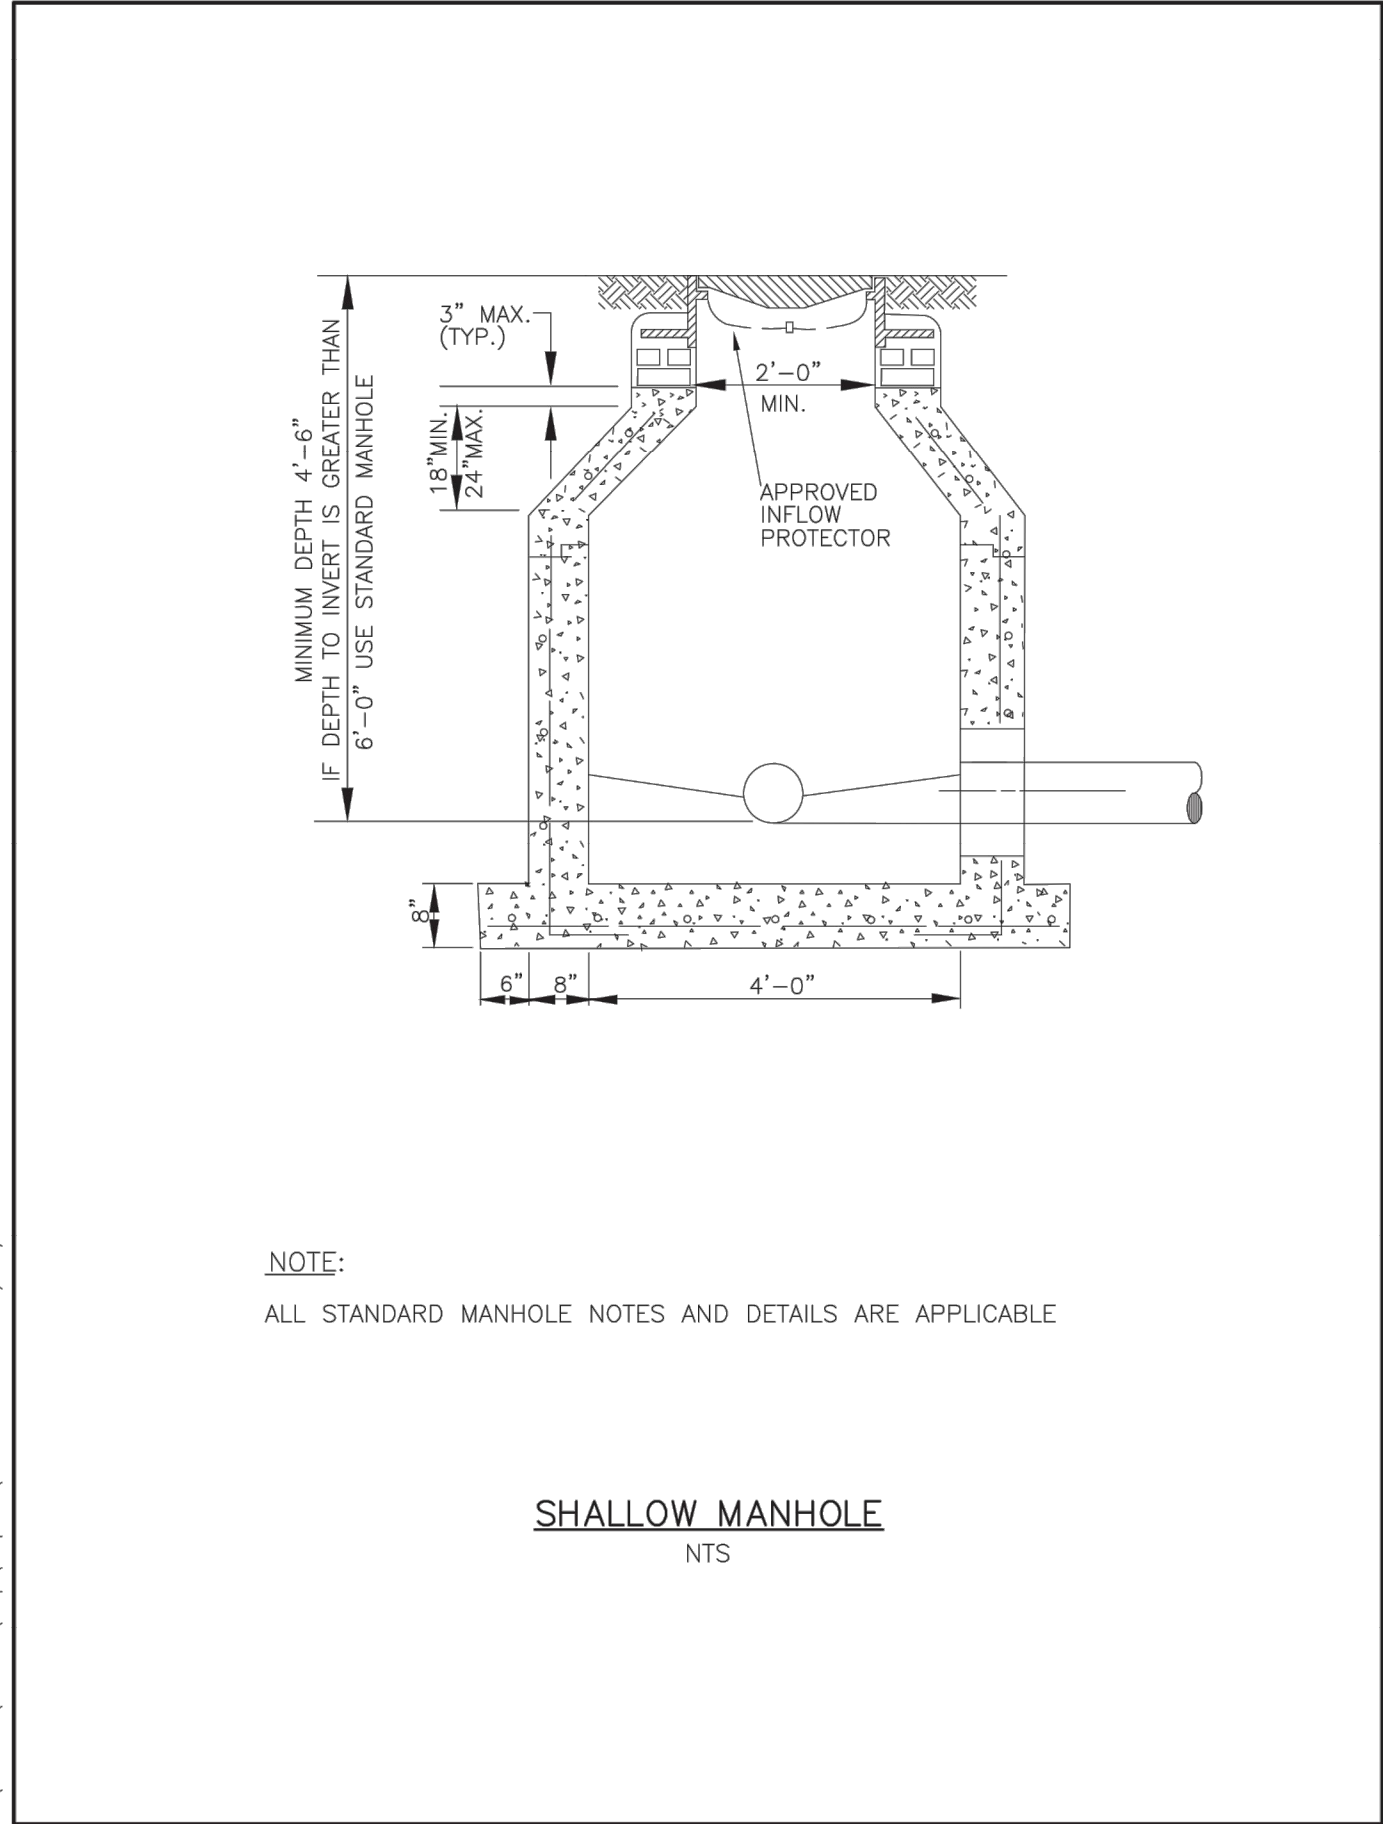 3” MAX.
(TYP.)
MINIMUM DEPTH 4’-6”
IF DEPTH TO INVERT IS GREATER THAN
6’-0” USE STANDARD MANHOLE
18”MIN.
24”MAX.
2’-0”
MIN.
APPROVED
INFLOW
PROTECTOR
8”
6”
8”
4’-0”
NOTE:
ALL STANDARD MANHOLE NOTES AND DETAILS ARE APPLICABLE
SHALLOW MANHOLE
NTS